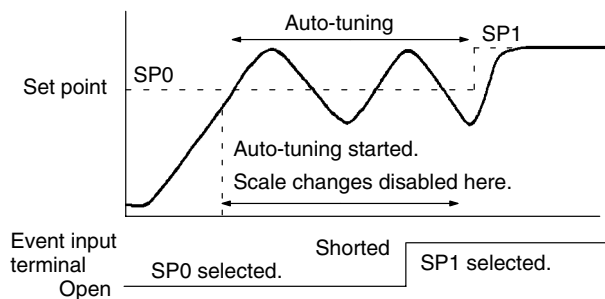 Auto-tuning
SP1
SP0
Set point
Auto-tuning started.
Scale changes disabled here.
Event input
terminal
Shorted
SP0 selected.
SP1 selected.
Open